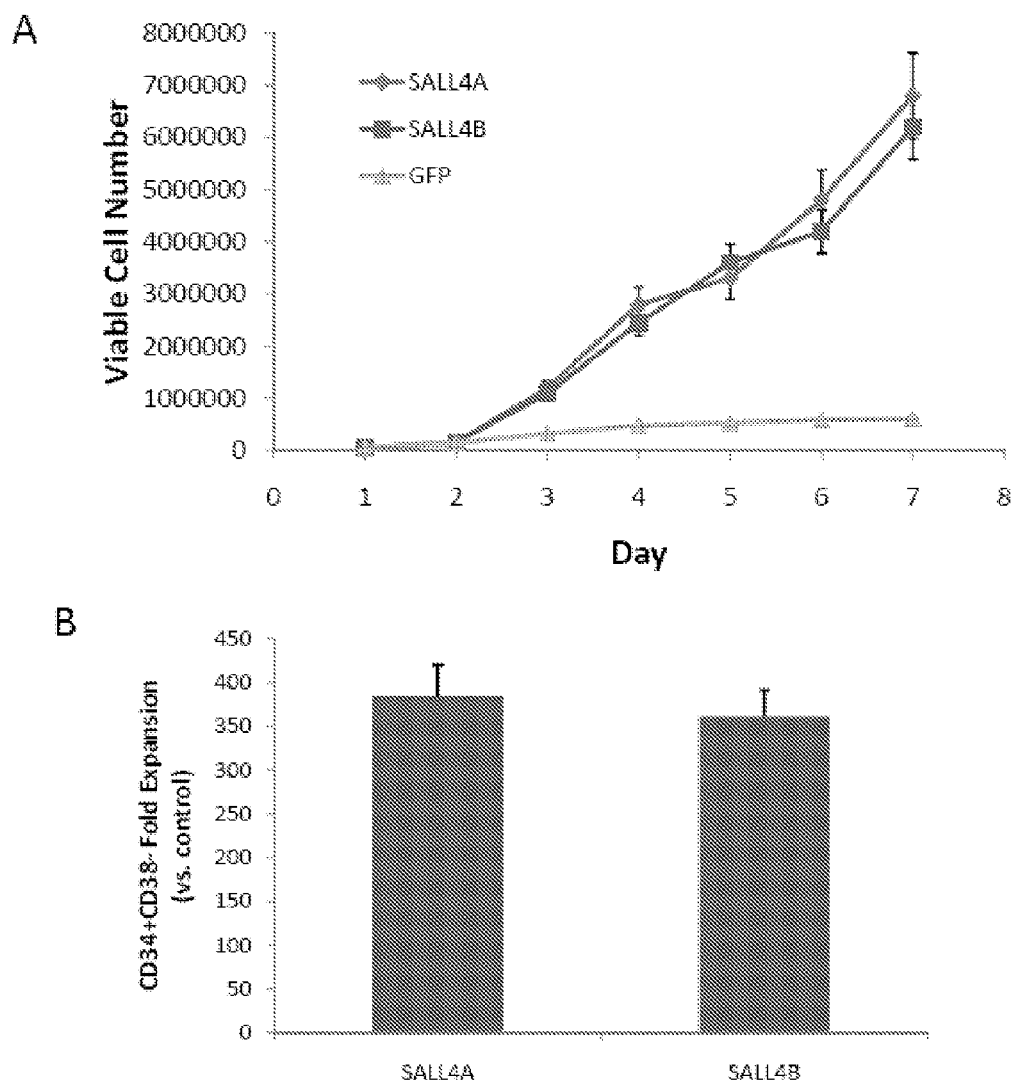 A
Viable Cell Number
8000000
7000000
6000000
5000000
4000000
3000000
2000000
1000000
0
SALL4A
SALL4B
GFP
0 1 2 3 4 5 6 7 8
Day
B
CD34+CD38- Fold Expansion
(vs. control)
450
400
350
300
250
200
150
100
50
0
SALL4A SALL4B